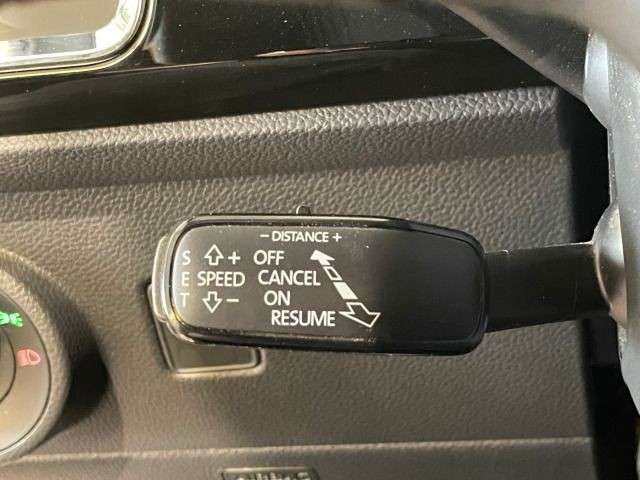 − DISTANCE +
S + OFF
E SPEED CANCEL
T − ON
RESUME